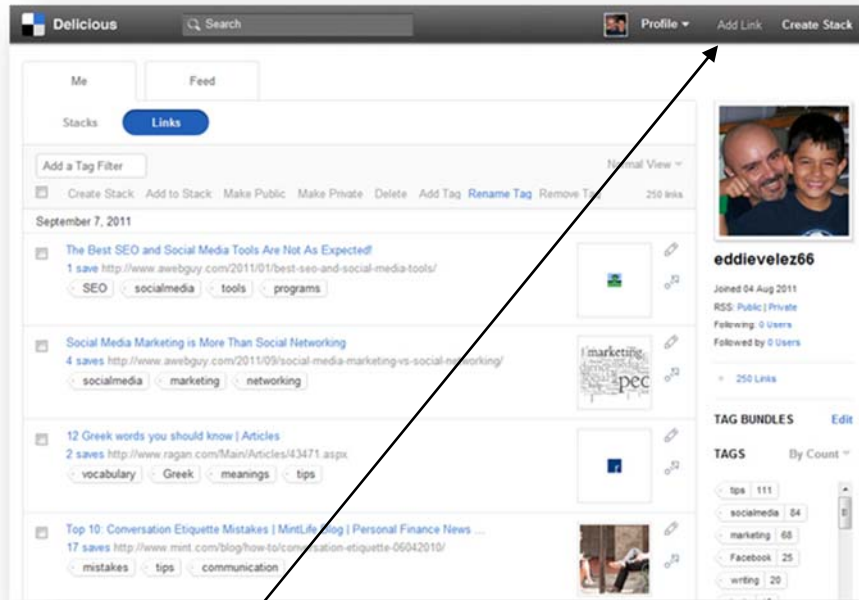 Delicious Search Profile Add Link Create Stack
Me Feed
Stacks Links
Add a Tag Filter Normal View
Create Stack Add to Stack Make Public Make Private Delete Add Tag Rename Tag Remove Tag 250 links
September 7, 2011
The Best SEO and Social Media Tools Are Not As Expected!
1 save http://www.awebguy.com/2011/01/best-seo-and-social-media-tools/
SEO socialmedia tools programs
Social Media Marketing is More Than Social Networking
4 saves http://www.awebguy.com/2011/09/social-media-marketing-vs-social-networking/
socialmedia marketing networking
marketing
pec
12 Greek words you should know | Articles
2 saves http://www.ragan.com/Main/Articles/43471.aspx
vocabulary Greek meanings tips
Top 10: Conversation Etiquette Mistakes | MintLife Blog | Personal Finance News ...
17 saves http://www.mint.com/blog/how-to/conversation-etiquette-06042010/
mistakes tips communication
eddievelez66
Joined 04 Aug 2011
RSS: Public | Private
Following: 0 Users
Followed by 0 Users
250 Links
TAG BUNDLES Edit
TAGS By Count
tips 111
socialmedia 84
marketing 68
Facebook 25
writing 20